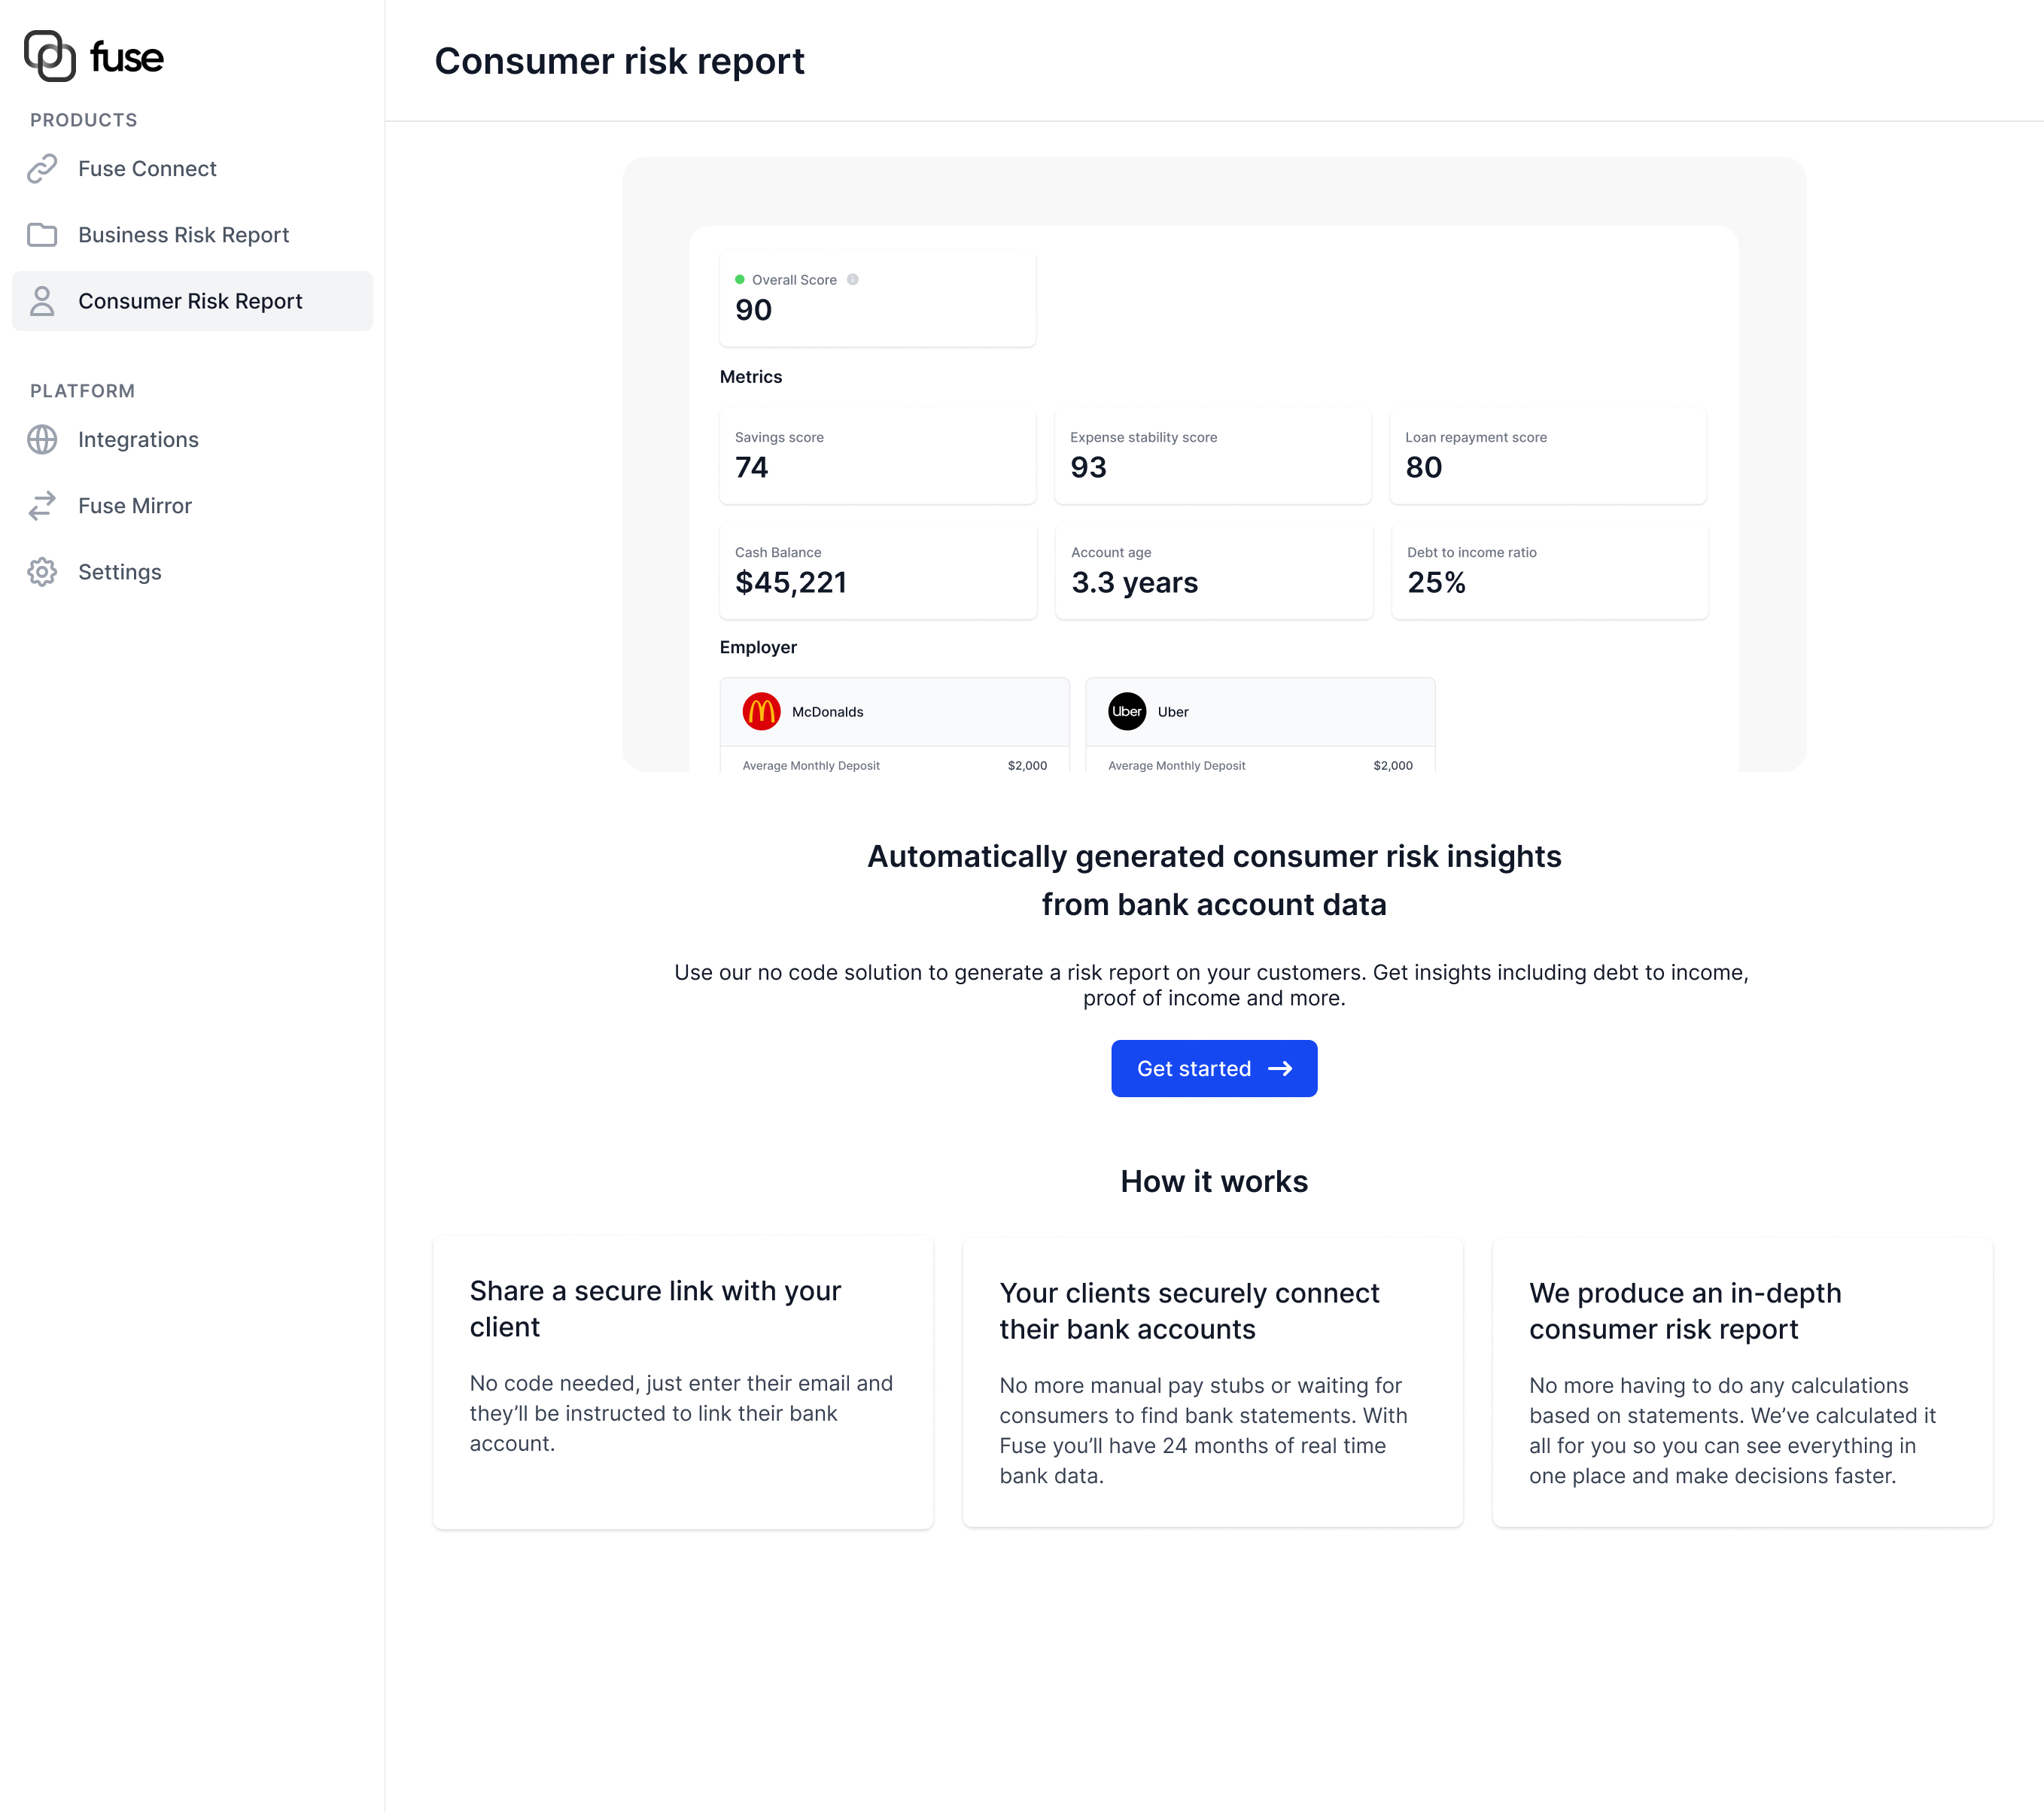 fuse
PRODUCTS
Fuse Connect
Business Risk Report
Consumer Risk Report
PLATFORM
Integrations
Fuse Mirror
Settings
Consumer risk report
Overall Score
90
Metrics
Savings score
74
Expense stability score
93
Loan repayment score
80
Cash Balance
$45,221
Account age
3.3 years
Debt to income ratio
25%
Employer
McDonalds
Average Monthly Deposit $2,000
Uber Uber
Average Monthly Deposit $2,000
Automatically generated consumer risk insights
from bank account data
Use our no code solution to generate a risk report on your customers. Get insights including debt to income,
proof of income and more.
Get started
How it works
Share a secure link with your
client
No code needed, just enter their email and
they’ll be instructed to link their bank
account.
Your clients securely connect
their bank accounts
No more manual pay stubs or waiting for
consumers to find bank statements. With
Fuse you’ll have 24 months of real time
bank data.
We produce an in-depth
consumer risk report
No more having to do any calculations
based on statements. We’ve calculated it
all for you so you can see everything in
one place and make decisions faster.